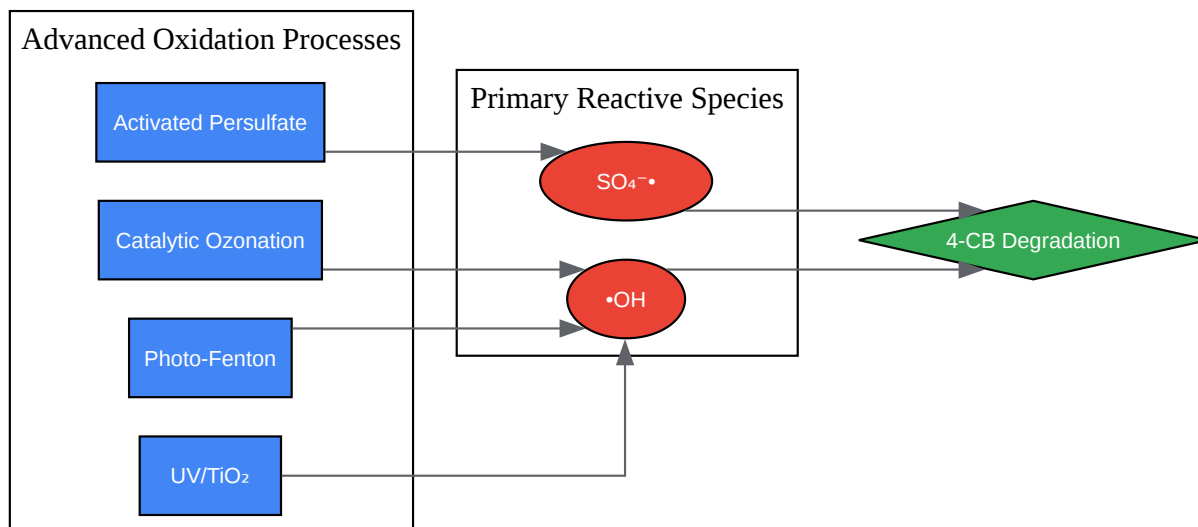 Advanced Oxidation Processes
Activated Persulfate
Catalytic Ozonation
Photo-Fenton
UV/TiO₂
Primary Reactive Species
SO₄⁻•
•OH
4-CB Degradation